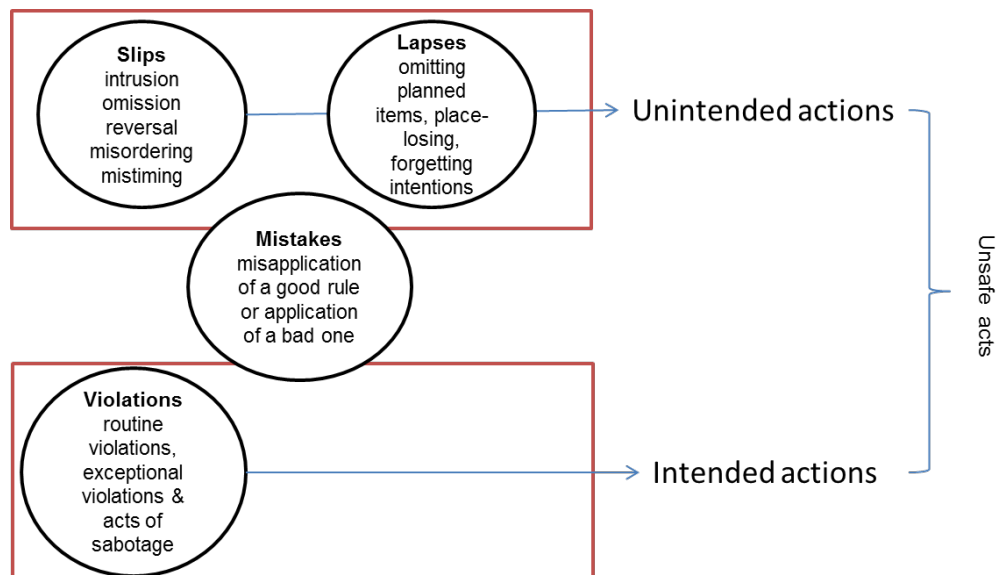 Slips
intrusion
omission
reversal
misordering
mistiming
Lapses
omitting
planned
items, place-
losing,
forgetting
intentions
Unintended actions
Mistakes
misapplication
of a good rule
or application
of a bad one
Unsafe acts
Violations
routine
violations,
exceptional
violations &
acts of
sabotage
Intended actions